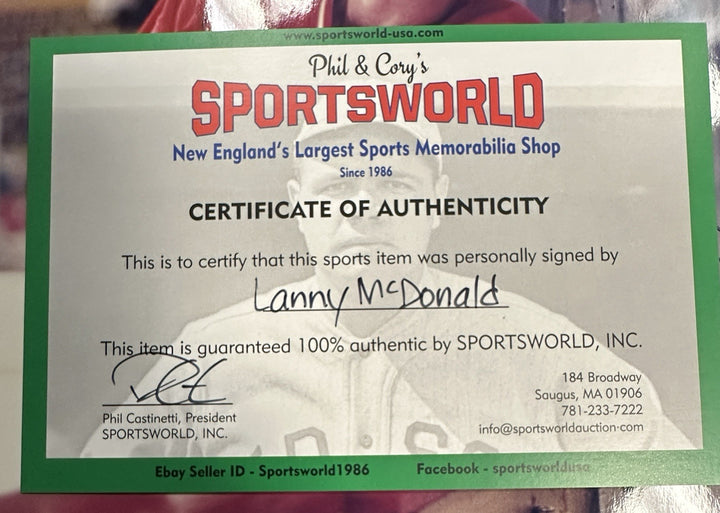 www.sportsworld-usa.com
Phil & Cory's
SPORTSWORLD
New England's Largest Sports Memorabilia Shop
Since 1986
CERTIFICATE OF AUTHENTICITY
This is to certify that this sports item was personally signed by
Lanny McDonald
This item is guaranteed 100% authentic by SPORTSWORLD, INC.
Phil Castinetti, President
SPORTSWORLD, INC.
184 Broadway
Saugus, MA 01906
781-233-7222
info@sportsworldauction.com
Ebay Seller ID - Sportsworld1986
Facebook - sportsworldusa